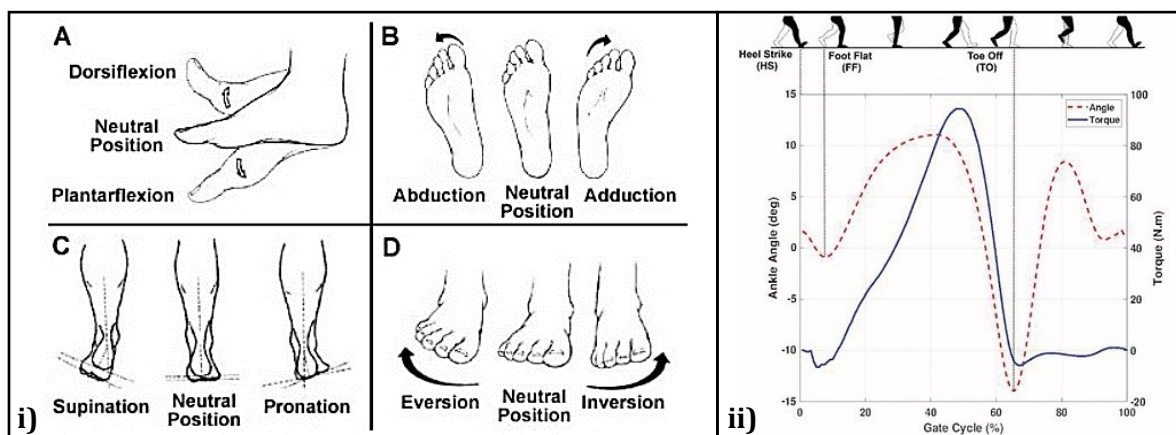 A
Dorsiflexion
Neutral
Position
Plantarflexion
B
Abduction
Neutral
Position
Adduction
C
Supination
Neutral
Position
Pronation
D
Eversion
Neutral
Position
Inversion
i)
Heel Strike
(HS)
Foot Flat
(FF)
Toe Off
(TO)
Angle
Torque
15
10
5
0
-5
-10
-15
Ankle Angle (deg)
100
80
60
40
20
0
-20
Torque (N.m)
0
20
40
60
80
100
Gate Cycle (%)
ii)